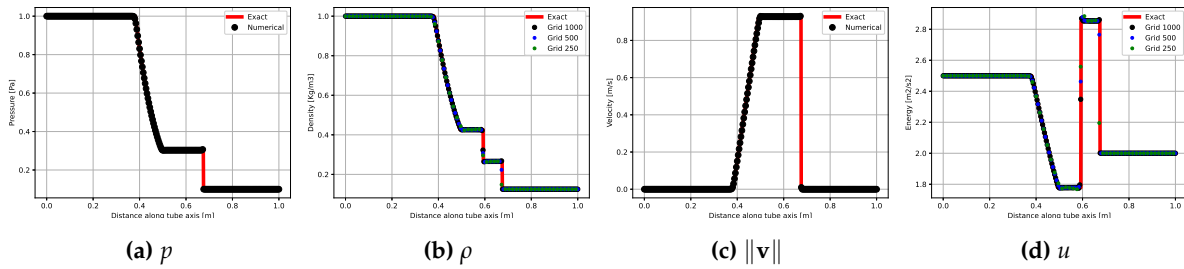 1.0
0.8
0.6
0.4
0.2
Pressure [Pa]
Exact
Numerical
0.0 0.2 0.4 0.6 0.8 1.0
Distance along tube axis [m]
(a) p
1.0
0.8
0.6
0.4
0.2
Density [Kg/m3]
Exact
Grid 1000
Grid 500
Grid 250
0.0 0.2 0.4 0.6 0.8 1.0
Distance along tube axis [m]
(b) ρ
0.8
0.6
0.4
0.2
0.0
Velocity [m/s]
Exact
Numerical
0.0 0.2 0.4 0.6 0.8 1.0
Distance along tube axis [m]
(c) ||v||
2.6
2.4
2.2
2.0
1.8
Energy [m2/s2]
Exact
Grid 1000
Grid 500
Grid 250
0.0 0.2 0.4 0.6 0.8 1.0
Distance along tube axis [m]
(d) u